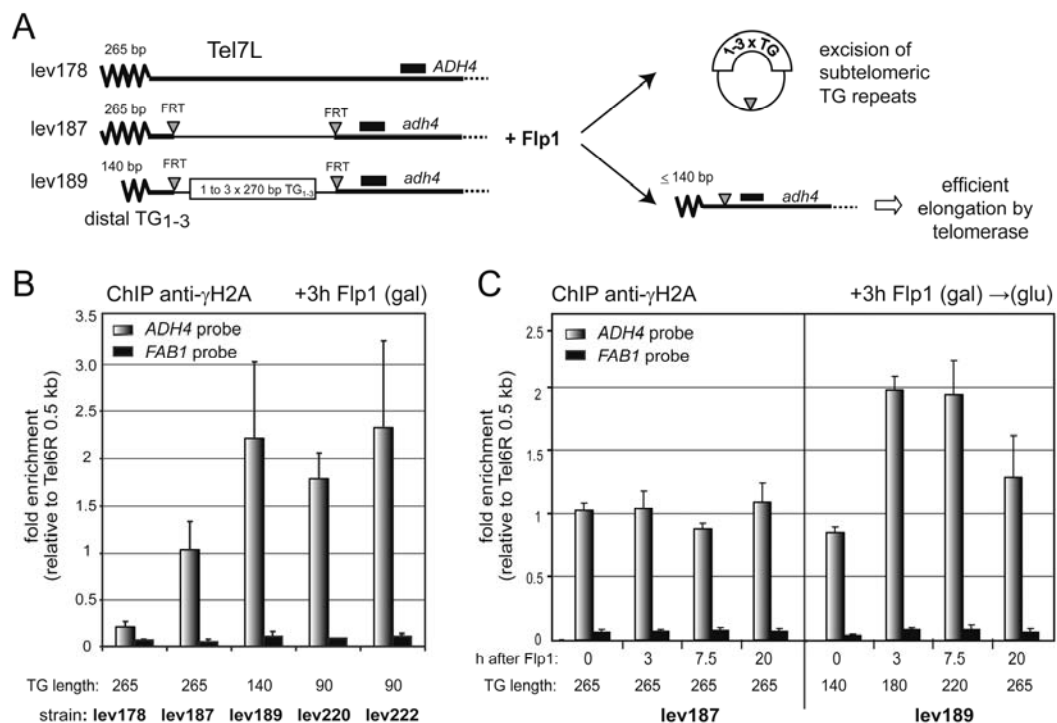 A
265 bp
Tel7L
lev178
ADH4
265 bp
FRT
FRT
lev187
adh4
140 bp
FRT
FRT
lev189
1 to 3 x 270 bp TG1-3
adh4
distal TG1-3
+ Flp1
1-3 x TG
excision of
subtelomeric
TG repeats
≤ 140 bp
adh4
efficient
elongation by
telomerase
B
ChIP anti-γH2A
+3h Flp1 (gal)
fold enrichment
(relative to Tel6R 0.5 kb)
3.5
3.0
2.5
2
1.5
1
0.5
0
ADH4 probe
FAB1 probe
TG length: 265 265 140 90 90
strain: lev178 lev187 lev189 lev220 lev222
C
ChIP anti-γH2A
+3h Flp1 (gal) →(glu)
fold enrichment
(relative to Tel6R 0.5 kb)
2.5
2
1.5
1
0.5
0
ADH4 probe
FAB1 probe
h after Flp1: 0 3 7.5 20 0 3 7.5 20
TG length: 265 265 265 265 140 180 220 265
lev187 lev189